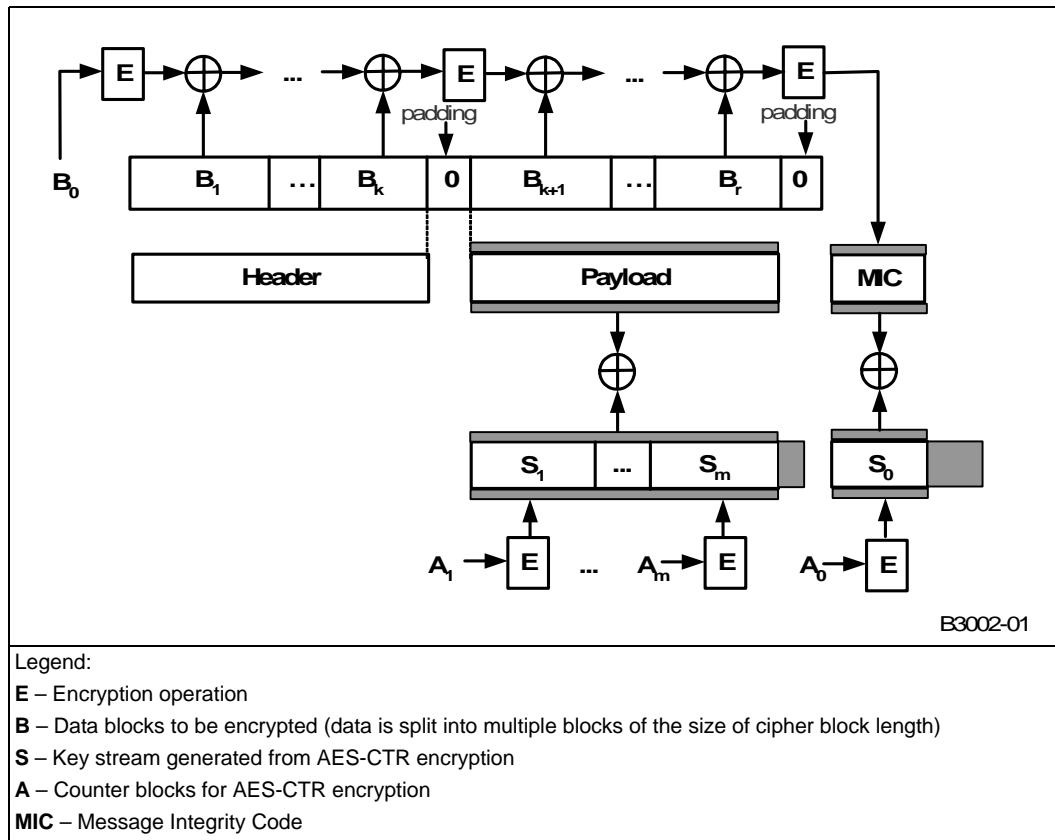 E ... E ... E
padding padding
B0 B1 ... Bk 0 Bk+1 ... Br 0
Header Payload MIC
S1 ... Sm S0
A1 E ... Am E A0 E
B3002-01
Legend:
E – Encryption operation
B – Data blocks to be encrypted (data is split into multiple blocks of the size of cipher block length)
S – Key stream generated from AES-CTR encryption
A – Counter blocks for AES-CTR encryption
MIC – Message Integrity Code